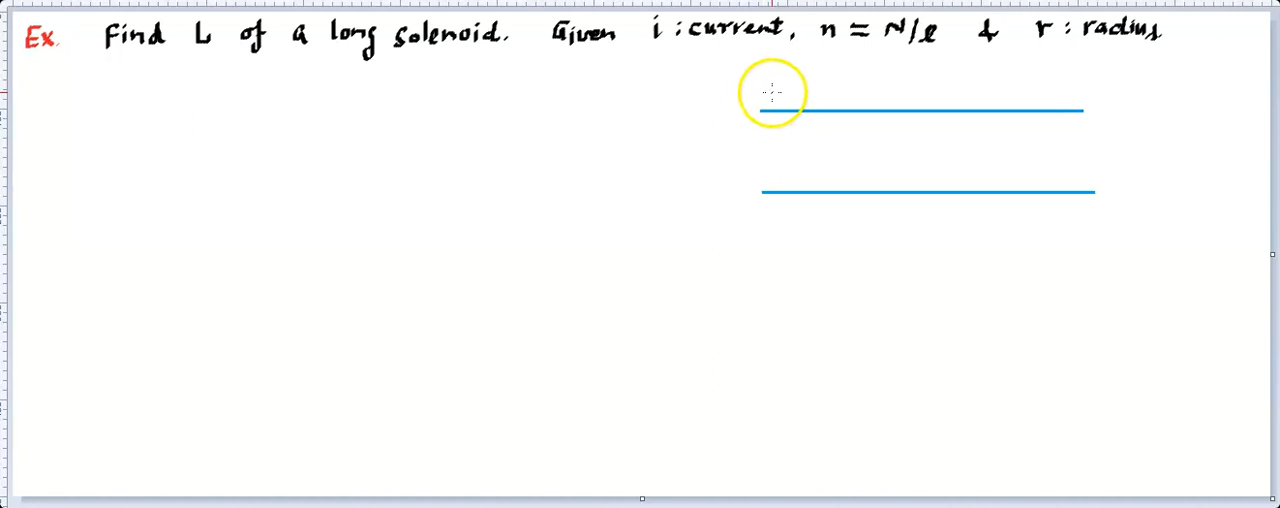 Ex. Find L of a long solenoid. Given i : current, n = N/l & r : radius